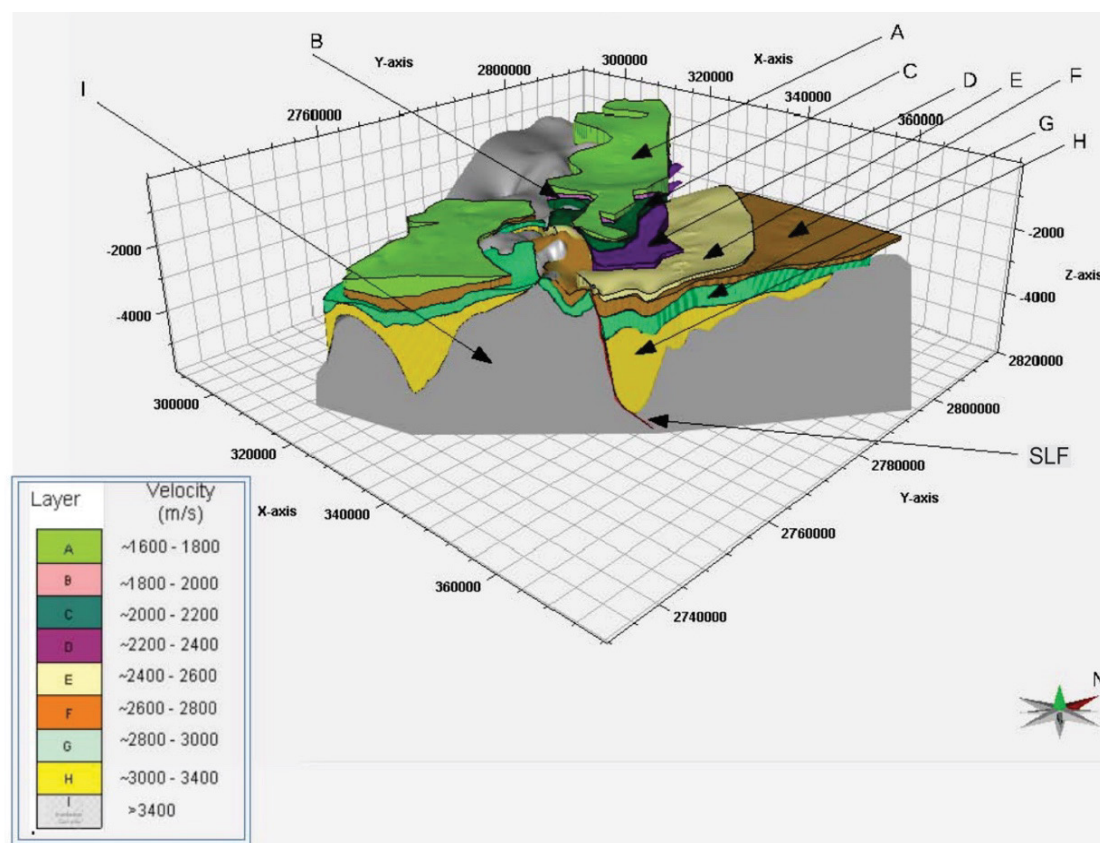 B
A
I
Y-axis
2800000
300000
X-axis
C
D
E
F
320000
G
2760000
340000
H
360000
-2000
-2000
Z-axis
-4000
-4000
2820000
300000
2800000
320000
2780000
SLF
X-axis
340000
Y-axis
2760000
360000
2740000
N
Layer Velocity
(m/s)
A ~1600 - 1800
B ~1800 - 2000
C ~2000 - 2200
D ~2200 - 2400
E ~2400 - 2600
F ~2600 - 2800
G ~2800 - 3000
H ~3000 - 3400
I >3400